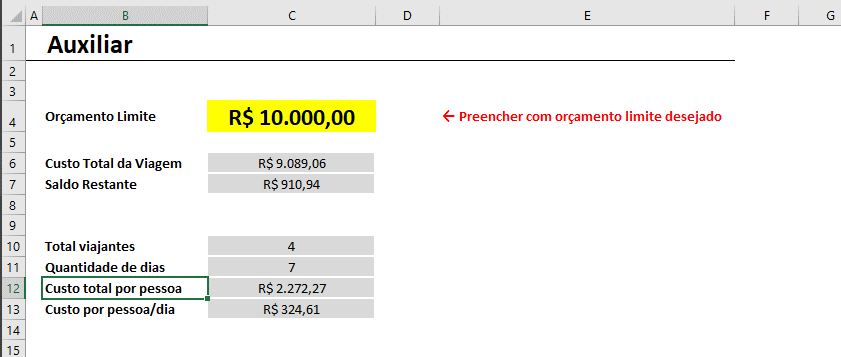 A B C D E F G
1 Auxiliar
2
3
4 Orçamento Limite R$ 10.000,00 ← Preencher com orçamento limite desejado
5
6 Custo Total da Viagem R$ 9.089,06
7 Saldo Restante R$ 910,94
8
9
10 Total viajantes 4
11 Quantidade de dias 7
12 Custo total por pessoa R$ 2.272,27
13 Custo por pessoa/dia R$ 324,61
14
15